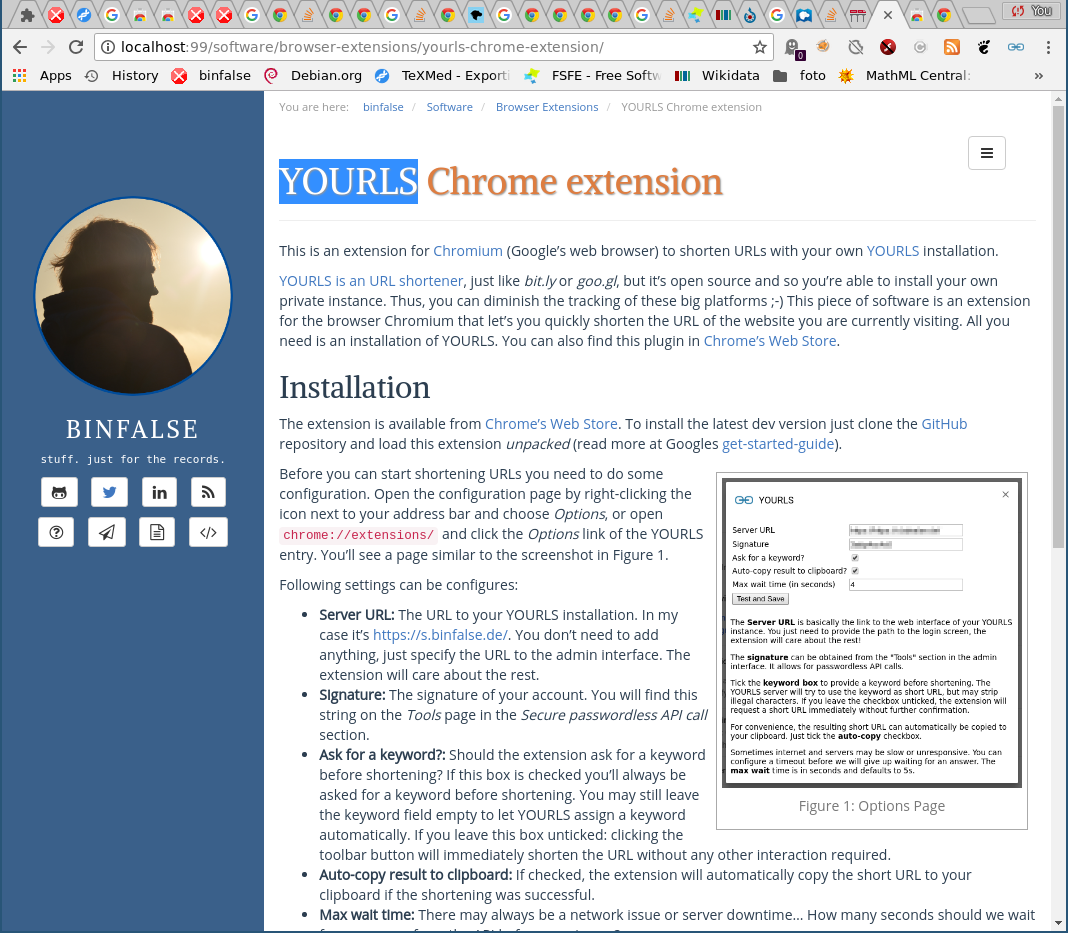 You
localhost:99/software/browser-extensions/yourls-chrome-extension/
0
Apps History binfalse Debian.org TeXMed - Exporti FSFE - Free Softw Wikidata foto MathML Central: »
You are here: binfalse / Software / Browser Extensions / YOURLS Chrome extension
YOURLS Chrome extension
This is an extension for Chromium (Google's web browser) to shorten URLs with your own YOURLS installation.
YOURLS is an URL shortener, just like bit.ly or goo.gl, but it's open source and so you're able to install your own
private instance. Thus, you can diminish the tracking of these big platforms ;-) This piece of software is an extension
for the browser Chromium that let's you quickly shorten the URL of the website you are currently visiting. All you
need is an installation of YOURLS. You can also find this plugin in Chrome's Web Store.
Installation
The extension is available from Chrome's Web Store. To install the latest dev version just clone the GitHub
repository and load this extension unpacked (read more at Googles get-started-guide).
BINFALSE
stuff. just for the records.
Before you can start shortening URLs you need to do some
configuration. Open the configuration page by right-clicking the
icon next to your address bar and choose Options, or open
chrome://extensions/ and click the Options link of the YOURLS
entry. You'll see a page similar to the screenshot in Figure 1.
Following settings can be configures:
• Server URL: The URL to your YOURLS installation. In my
case it's https://s.binfalse.de/. You don't need to add
anything, just specify the URL to the admin interface. The
extension will care about the rest.
• Signature: The signature of your account. You will find this
string on the Tools page in the Secure passwordless API call
section.
• Ask for a keyword?: Should the extension ask for a keyword
before shortening? If this box is checked you'll always be
asked for a keyword before shortening. You may still leave
the keyword field empty to let YOURLS assign a keyword
automatically. If you leave this box unticked: clicking the
toolbar button will immediately shorten the URL without any other interaction required.
• Auto-copy result to clipboard: If checked, the extension will automatically copy the short URL to your
clipboard if the shortening was successful.
• Max wait time: There may always be a network issue or server downtime... How many seconds should we wait
YOURLS
Server URL
Signature
Ask for a keyword?
Auto-copy result to clipboard?
Max wait time (in seconds) 4
Test and Save
The Server URL is basically the link to the web interface of your YOURLS
instance. You just need to provide the path to the login screen, the
extension will care about the rest!
The signature can be obtained from the "Tools" section in the admin
interface. It allows for passwordless API calls.
Tick the keyword box to provide a keyword before shortening. The
YOURLS server will try to use the keyword as short URL, but may strip
illegal characters. If you leave the checkbox unticked, the extension will
request a short URL immediately without further confirmation.
For convenience, the resulting short URL can automatically be copied to
your clipboard. Just tick the auto-copy checkbox.
Sometimes internet and servers may be slow or unresponsive. You can
configure a timeout before we will give up waiting for an answer. The
max wait time is in seconds and defaults to 5s.
Figure 1: Options Page